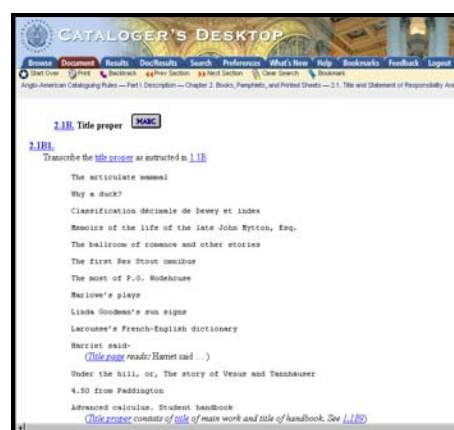 CATALOGER'S DESKTOP
Browse Document Results Doc/Results Search Preferences What's New Help Bookmarks Feedback Logout
Start Over Print Backtrack Prev Section Next Section Clear Search Bookmark
Anglo-American Cataloguing Rules — Part I. Description — Chapter 2. Books, Pamphlets, and Printed Sheets — 2.1. Title and Statement of Responsibility Area
2.1B. Title proper MARC
2.1B1.
Transcribe the title proper as instructed in 1.1B.
The articulate mammal
Why a duck?
Classification décimale de Dewey et index
Memoirs of the life of the late John Mytton, Esq.
The ballroom of romance and other stories
The first Rex Stout omnibus
The most of P.G. Wodehouse
Marlowe's plays
Linda Goodman's sun signs
Larousse's French-English dictionary
Harriet said-
(Title page reads: Harriet said ... )
Under the hill, or, The story of Venus and Tannhäuser
4.50 from Paddington
Advanced calculus. Student handbook
(Title proper consists of title of main work and title of handbook. See 1.1B9)